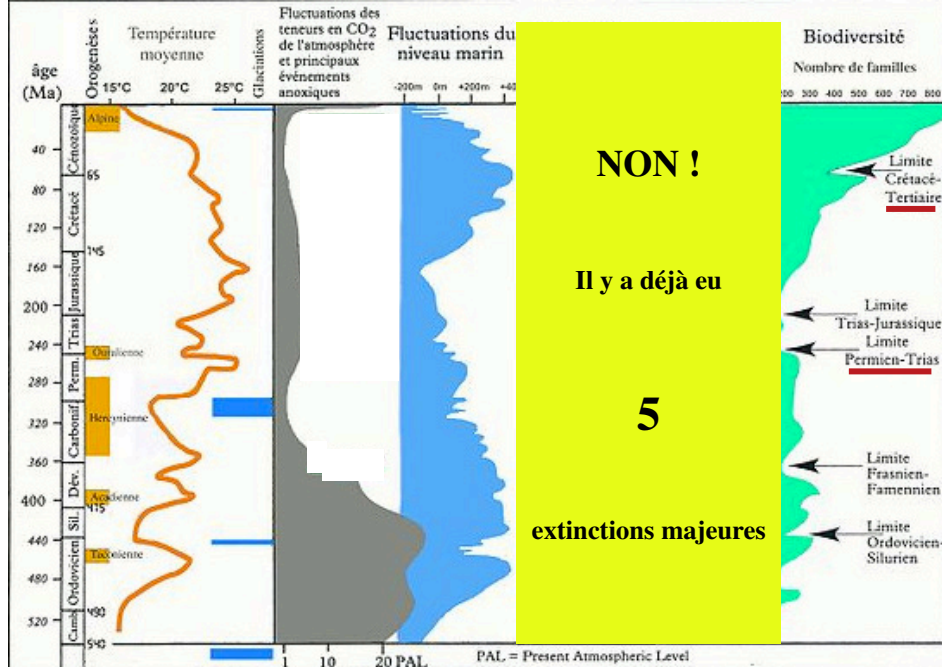 Orogenèses
Température
moyenne
Glaciations
Fluctuations des
teneurs en CO2
de l'atmosphère
et principaux
événements
anoxiques
Fluctuations du
niveau marin
Biodiversité
Nombre de familles
âge
(Ma)
15°C
20°C
25°C
-200m
0m
+200m
+40
200
300
400
500
600
700
800
40
80
120
160
200
240
280
320
360
400
440
480
520
Cénozoïque
Crétacé
Jurassique
Trias
Perm.
Carbonif
Dév.
Sil.
Ordovicien
Camb
Alpine
Ouralienne
Hercynienne
Acadienne
Taconienne
65
145
415
490
540
NON !
Il y a déjà eu
5
extinctions majeures
Limite
Crétacé-
Tertiaire
Limite
Trias-Jurassique
Limite
Permien-Trias
Limite
Frasnien-
Famennien
Limite
Ordovicien-
Silurien
1
10
20 PAL
PAL = Present Atmospheric Level